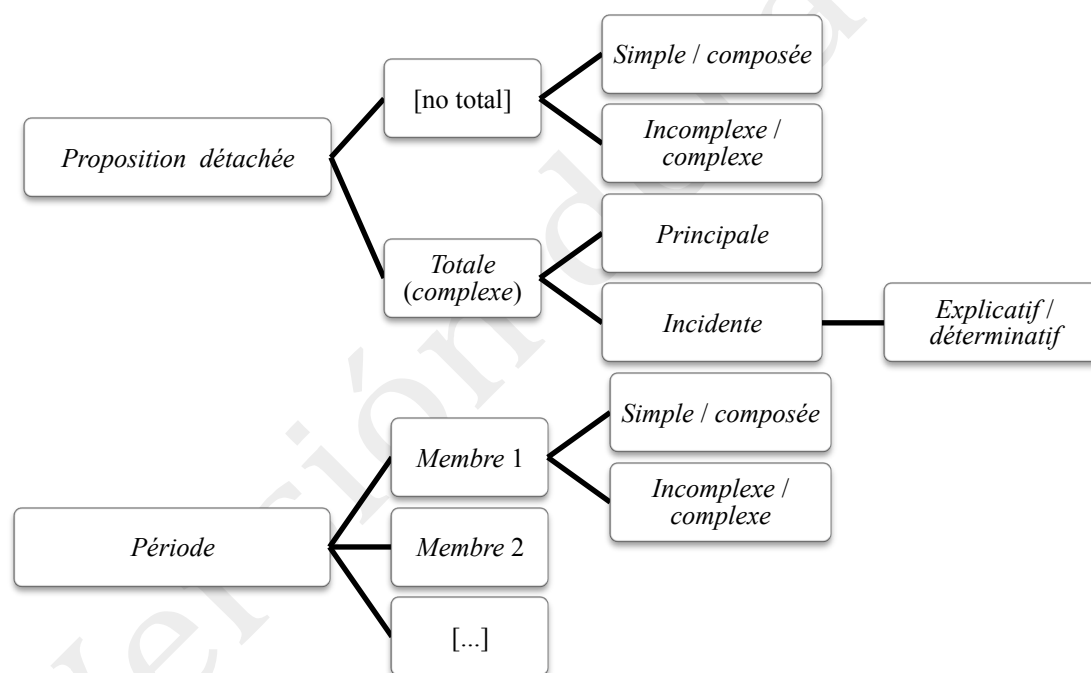 Simple / composée
[no total]
Incomplexe /
complexe
Proposition détachée
Principale
Totale
(complexe)
Incidente
Explicatif /
déterminatif
Simple / composée
Membre 1
Incomplexe /
complexe
Période
Membre 2
[...]
Versión d